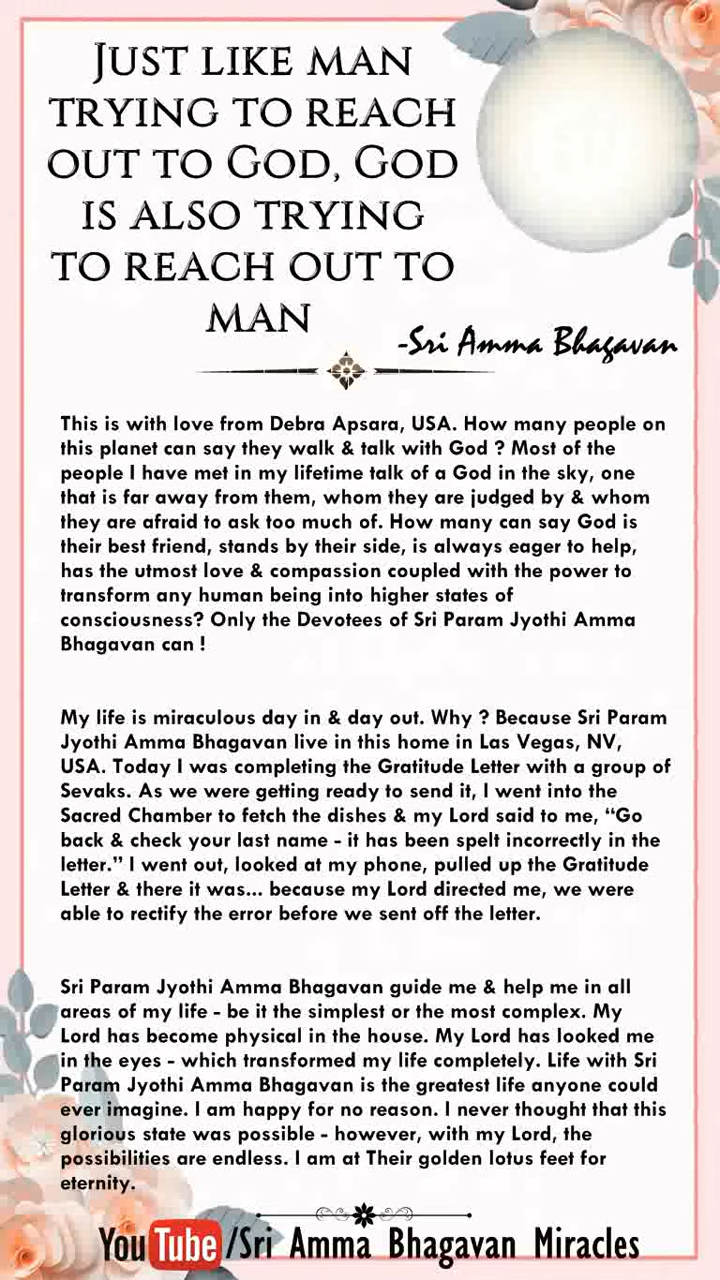 JUST LIKE MAN
TRYING TO REACH
OUT TO GOD, GOD
IS ALSO TRYING
TO REACH OUT TO
MAN
-Sri Amma Bhagavan
This is with love from Debra Apsara, USA. How many people on
this planet can say they walk & talk with God ? Most of the
people I have met in my lifetime talk of a God in the sky, one
that is far away from them, whom they are judged by & whom
they are afraid to ask too much of. How many can say God is
their best friend, stands by their side, is always eager to help,
has the utmost love & compassion coupled with the power to
transform any human being into higher states of
consciousness? Only the Devotees of Sri Param Jyothi Amma
Bhagavan can !
My life is miraculous day in & day out. Why ? Because Sri Param
Jyothi Amma Bhagavan live in this home in Las Vegas, NV,
USA. Today I was completing the Gratitude Letter with a group of
Sevaks. As we were getting ready to send it, I went into the
Sacred Chamber to fetch the dishes & my Lord said to me, “Go
back & check your last name - it has been spelt incorrectly in the
letter.” I went out, looked at my phone, pulled up the Gratitude
Letter & there it was... because my Lord directed me, we were
able to rectify the error before we sent off the letter.
Sri Param Jyothi Amma Bhagavan guide me & help me in all
areas of my life - be it the simplest or the most complex. My
Lord has become physical in the house. My Lord has looked me
in the eyes - which transformed my life completely. Life with Sri
Param Jyothi Amma Bhagavan is the greatest life anyone could
ever imagine. I am happy for no reason. I never thought that this
glorious state was possible - however, with my Lord, the
possibilities are endless. I am at Their golden lotus feet for
eternity.
YouTube/Sri Amma Bhagavan Miracles